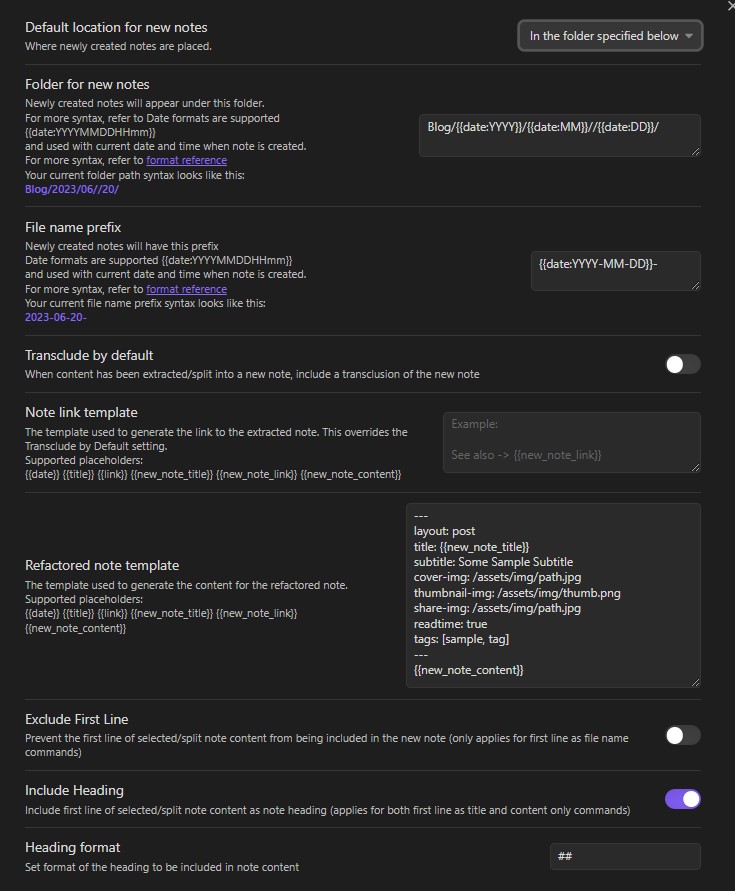 Default location for new notes
Where newly created notes are placed.
In the folder specified below
Folder for new notes
Newly created notes will appear under this folder.
For more syntax, refer to Date formats are supported
{{date:YYYYMMDDHHmm}}
and used with current date and time when note is created.
For more syntax, refer to format reference
Your current folder path syntax looks like this:
Blog/2023/06//20/
Blog/{{date:YYYY}}/{{date:MM}}//{{date:DD}}/
File name prefix
Newly created notes will have this prefix
Date formats are supported {{date:YYYYMMDDHHmm}}
and used with current date and time when note is created.
For more syntax, refer to format reference
Your current file name prefix syntax looks like this:
2023-06-20-
{{date:YYYY-MM-DD}}-
Transclude by default
When content has been extracted/split into a new note, include a transclusion of the new note
Note link template
The template used to generate the link to the extracted note. This overrides the
Transclude by Default setting.
Supported placeholders:
{{date}} {{title}} {{link}} {{new_note_title}} {{new_note_link}} {{new_note_content}}
Example:
See also -> {{new_note_link}}
Refactored note template
The template used to generate the content for the refactored note.
Supported placeholders:
{{date}} {{title}} {{link}} {{new_note_title}} {{new_note_link}}
{{new_note_content}}
---
layout: post
title: {{new_note_title}}
subtitle: Some Sample Subtitle
cover-img: /assets/img/path.jpg
thumbnail-img: /assets/img/thumb.png
share-img: /assets/img/path.jpg
readtime: true
tags: [sample, tag]
---
{{new_note_content}}
Exclude First Line
Prevent the first line of selected/split note content from being included in the new note (only applies for first line as file name
commands)
Include Heading
Include first line of selected/split note content as note heading (applies for both first line as title and content only commands)
Heading format
Set format of the heading to be included in note content
##